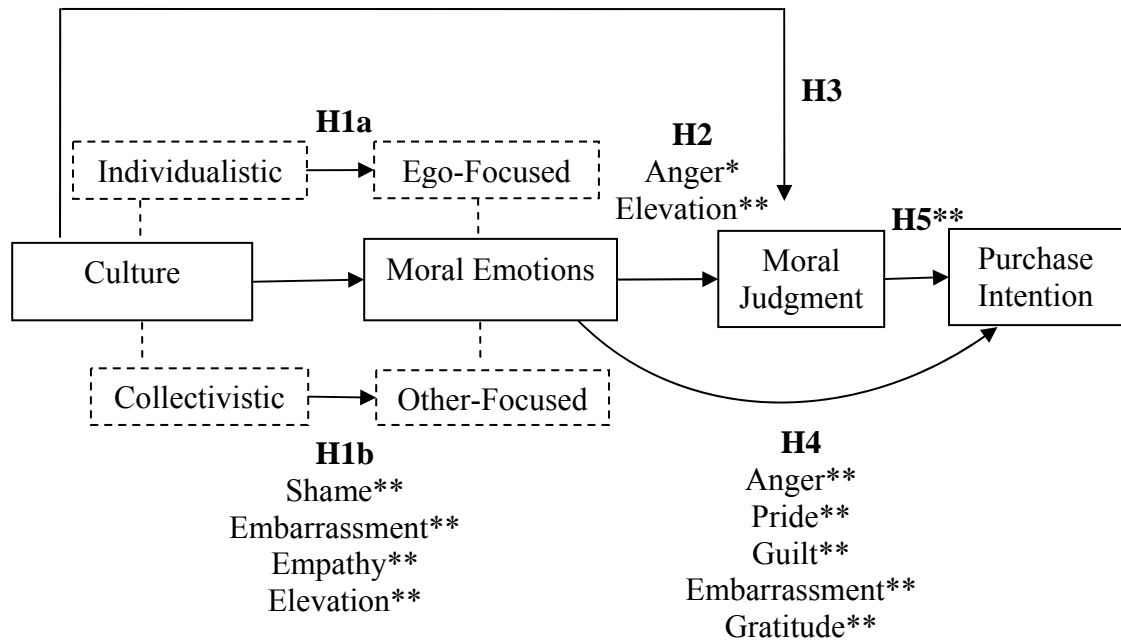 H3
H1a
H2
Individualistic
Ego-Focused
Anger*
Elevation**
H5**
Culture
Moral Emotions
Moral
Judgment
Purchase
Intention
Collectivistic
Other-Focused
H1b
Shame**
Embarrassment**
Empathy**
Elevation**
H4
Anger**
Pride**
Guilt**
Embarrassment**
Gratitude**